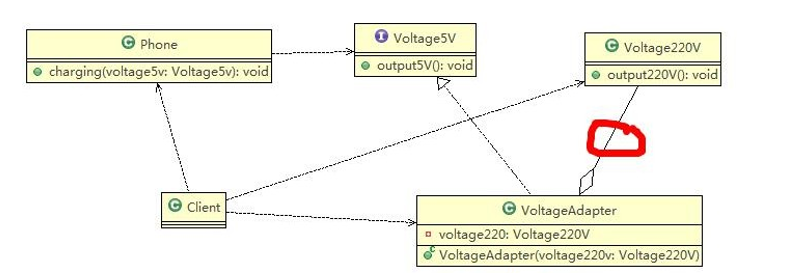 Phone
charging(voltage5v: Voltage5v): void
Voltage5V
output5V(): void
Voltage220V
output220V(): void
Client
VoltageAdapter
voltage220: Voltage220V
VoltageAdapter(voltage220v: Voltage220V)